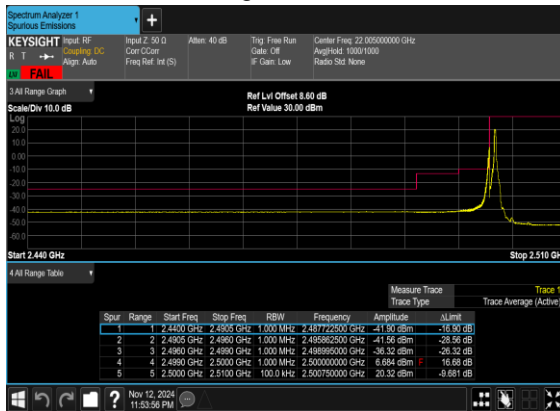 Spectrum Analyzer 1
Spurious Emissions
KEYSIGHT Input: RF Input Z: 50 Ω Atten: 40 dB Trig: Free Run Center Freq: 22.005000000 GHz
R T Coupling: DC Corr CCorr Gate: Off Avg|Hold: 1000/1000
Align: Auto Freq Ref: Int (S) IF Gain: Low Radio Std: None
FAIL
3 All Range Graph
Ref Lvl Offset 8.60 dB
Scale/Div 10.0 dB Ref Value 30.00 dBm
Log
20.0
10.0
0.00
-10.0
-20.0
-30.0
-40.0
-50.0
-60.0
Start 2.440 GHz Stop 2.510 GH
4 All Range Table
Measure Trace Trace 1
Trace Type Trace Average (Active)
Spur Range Start Freq Stop Freq RBW Frequency Amplitude ΔLimit
1 1 2.4400 GHz 2.4905 GHz 1.000 MHz 2.487722500 GHz -41.90 dBm -16.90 dB
2 2 2.4905 GHz 2.4960 GHz 1.000 MHz 2.495862500 GHz -41.56 dBm -28.56 dB
3 3 2.4960 GHz 2.4990 GHz 1.000 MHz 2.498995000 GHz -36.32 dBm -26.32 dB
4 4 2.4990 GHz 2.5000 GHz 1.000 MHz 2.500000000 GHz 6.684 dBm F 16.68 dB
5 5 2.5000 GHz 2.5100 GHz 100.0 kHz 2.500750000 GHz 20.32 dBm -9.681 dB
Nov 12, 2024
11:53:56 PM